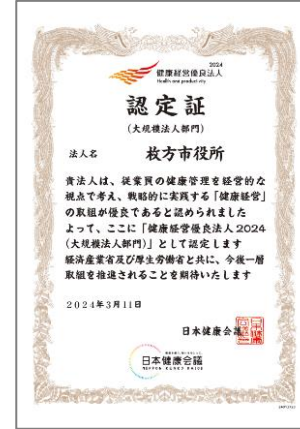 2024
健康経営優良法人
Health and productivity
認定証
(大規模法人部門)
法人名 枚方市役所
貴法人は、従業員の健康管理を経営的な
視点で考え、戦略的に実践する「健康経営」
の取組が優良であると認められました
よって、ここに「健康経営優良法人2024
(大規模法人部門)」として認定します
経済産業省及び厚生労働省と共に、今後一層
取組を推進されることを期待いたします
2024年3月11日
日本健康会議
日本健康会議
NIPPON KENKO KAIGI